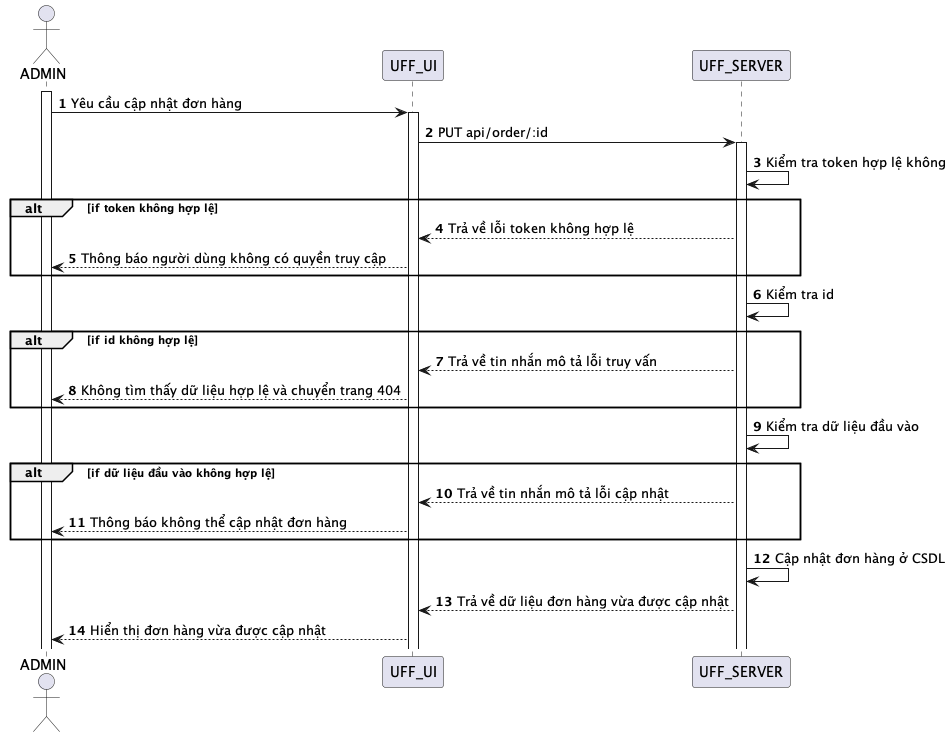 ADMIN
UFF_UI
UFF_SERVER
1 Yêu cầu cập nhật đơn hàng
2 PUT api/order/:id
3 Kiểm tra token hợp lệ không
alt [if token không hợp lệ]
4 Trả về lỗi token không hợp lệ
5 Thông báo người dùng không có quyền truy cập
6 Kiểm tra id
alt [if id không hợp lệ]
7 Trả về tin nhắn mô tả lỗi truy vấn
8 Không tìm thấy dữ liệu hợp lệ và chuyển trang 404
9 Kiểm tra dữ liệu đầu vào
alt [if dữ liệu đầu vào không hợp lệ]
10 Trả về tin nhắn mô tả lỗi cập nhật
11 Thông báo không thể cập nhật đơn hàng
12 Cập nhật đơn hàng ở CSDL
13 Trả về dữ liệu đơn hàng vừa được cập nhật
14 Hiển thị đơn hàng vừa được cập nhật
ADMIN
UFF_UI
UFF_SERVER